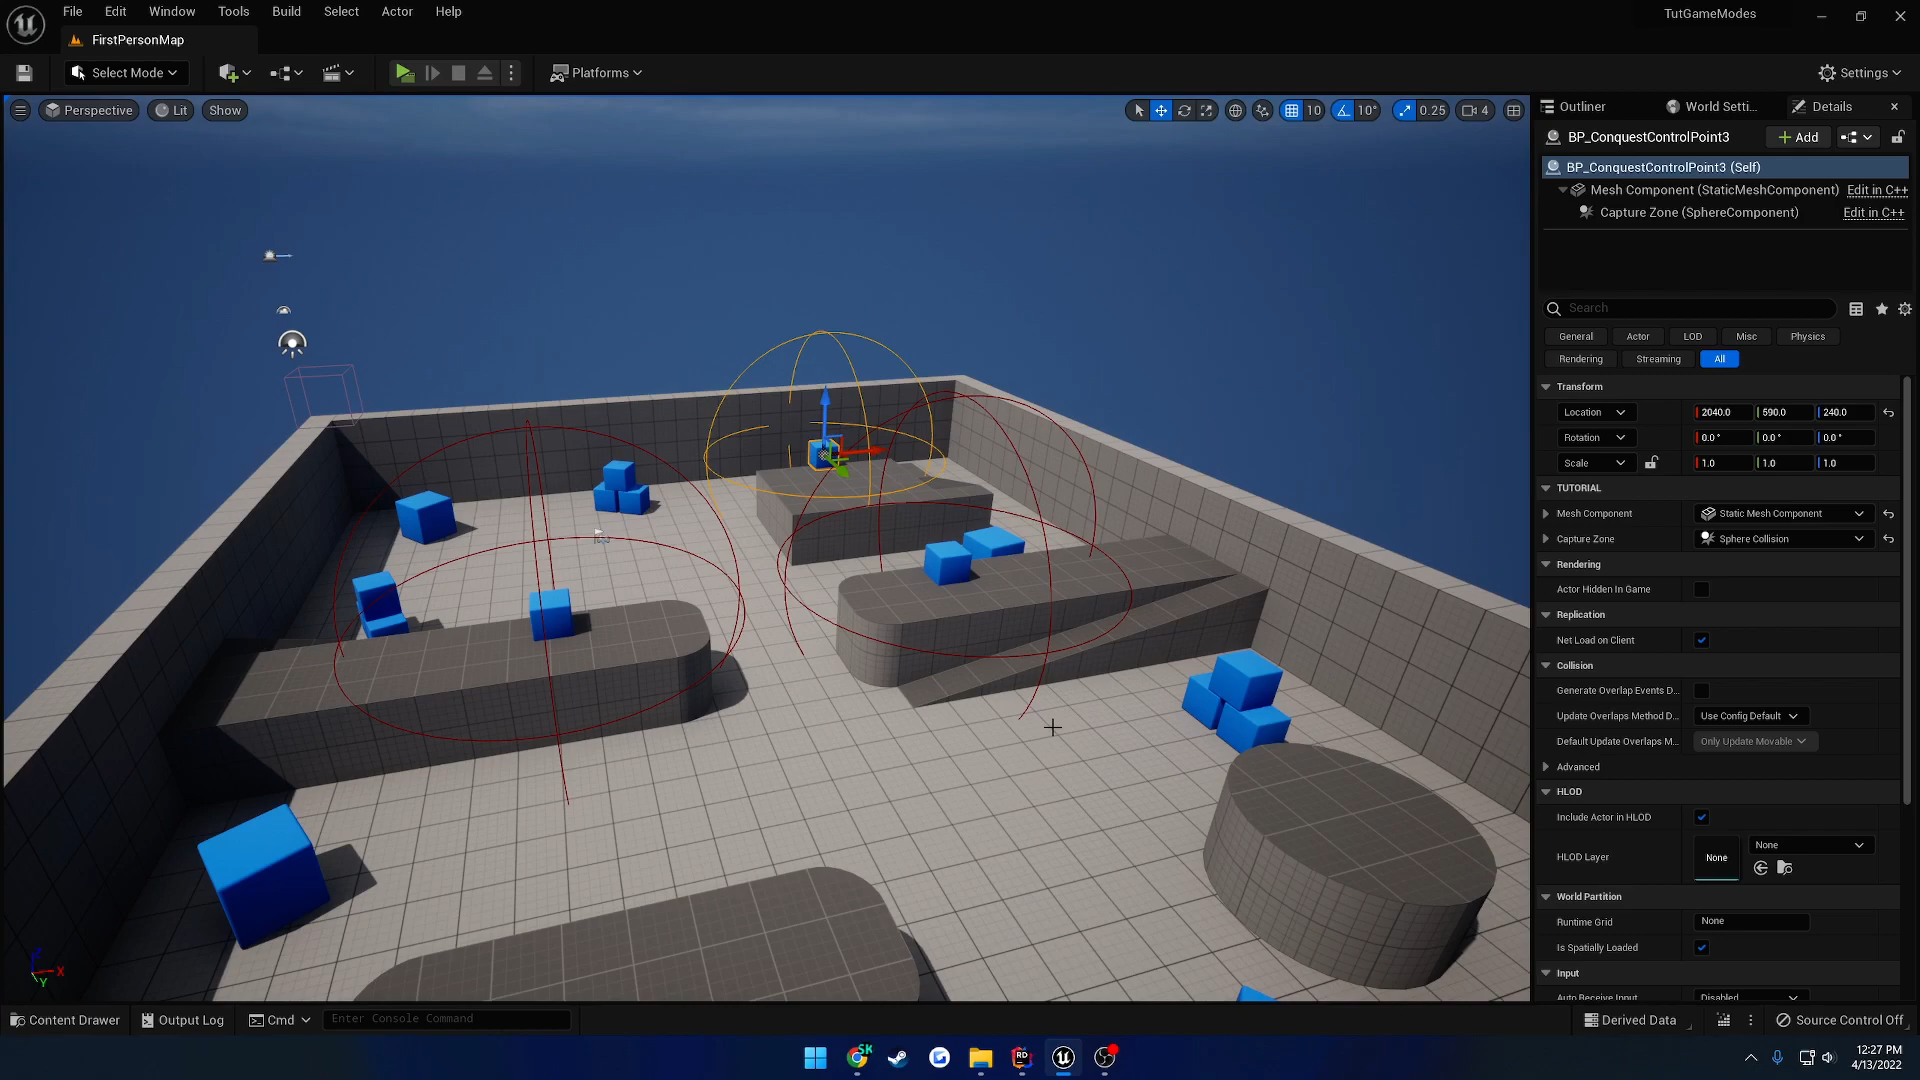 File Edit Window Tools Build Select Actor Help
TutGameModes
FirstPersonMap
Select Mode
Platforms
Settings
Perspective Lit Show
10 10° 0.25 4
Outliner World Setti... Details
BP_ConquestControlPoint3
Add
BP_ConquestControlPoint3 (Self)
Mesh Component (StaticMeshComponent) Edit in C++
Capture Zone (SphereComponent) Edit in C++
Search
General Actor LOD Misc Physics
Rendering Streaming All
Transform
Location 2040.0 590.0 240.0
Rotation 0.0° 0.0° 0.0°
Scale 1.0 1.0 1.0
TUTORIAL
Mesh Component Static Mesh Component
Capture Zone Sphere Collision
Rendering
Actor Hidden In Game
Replication
Net Load on Client
Collision
Generate Overlap Events D...
Update Overlaps Method D... Use Config Default
Default Update Overlaps M... Only Update Movable
Advanced
HLOD
Include Actor in HLOD
HLOD Layer None None
World Partition
Runtime Grid None
Is Spatially Loaded
Input
Auto Receive Input Disabled
Z X Y
Content Drawer Output Log Cmd Enter Console Command
Derived Data Source Control Off
SK
RD
12:27 PM
4/13/2022